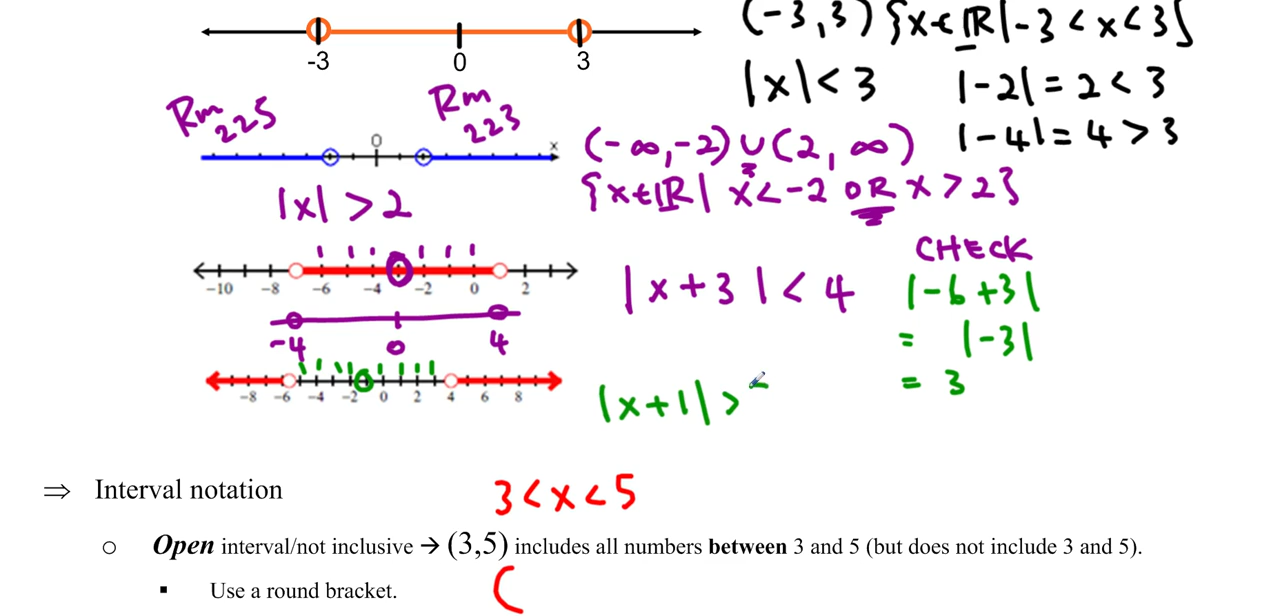 (-3,3) {x∈ℝ|-3<x<3}
-3 0 3
|x|<3 |-2|=2<3
|-4|=4>3
Rm 225 Rm 223
0 x
(-∞,-2)∪(2,∞)
{x∈ℝ| x<-2 OR x>2}
|x|>2
CHECK
-10 -8 -6 -4 -2 0 2
|x+3|<4 |-6+3|
= |-3|
= 3
-4 0 4
-8 -6 -4 -2 0 2 4 6 8
|x+1|>
⇒ Interval notation
3<x<5
o Open interval/not inclusive → (3,5) includes all numbers between 3 and 5 (but does not include 3 and 5).
▪ Use a round bracket. (